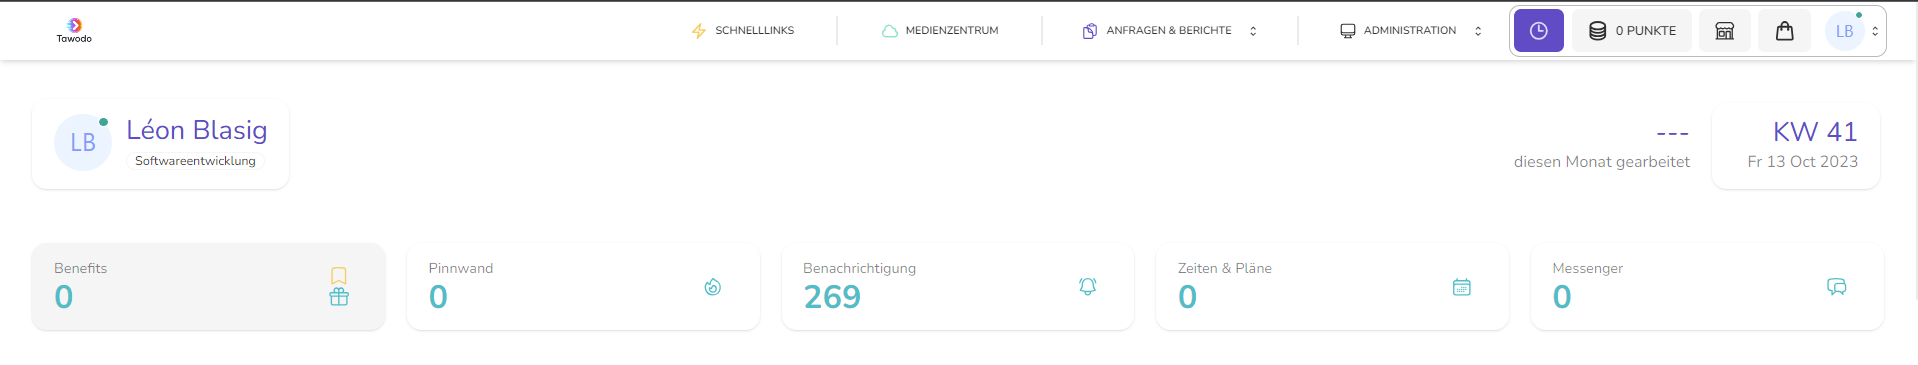 Tawodo
SCHNELLLINKS
MEDIENZENTRUM
ANFRAGEN & BERICHTE
ADMINISTRATION
0 PUNKTE
LB
LB
Léon Blasig
Softwareentwicklung
---
diesen Monat gearbeitet
KW 41
Fr 13 Oct 2023
Benefits
0
Pinnwand
0
Benachrichtigung
269
Zeiten & Pläne
0
Messenger
0